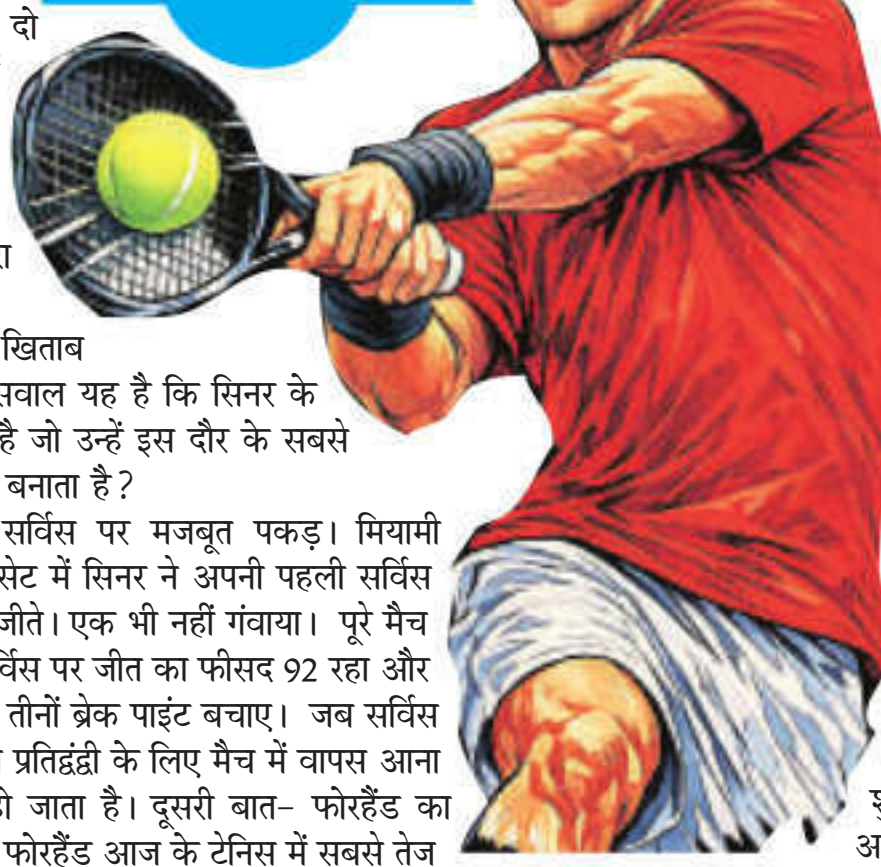 दो
खिताब
सवाल यह है कि सिनर के
है जो उन्हें इस दौर के सबसे
बनाता है?
सर्विस पर मजबूत पकड़। मियामी
सेट में सिनर ने अपनी पहली सर्विस
जीते। एक भी नहीं गंवाया। पूरे मैच
पर जीत का फीसद 92 रहा और
तीनों ब्रेक पाइंट बचाए। जब सर्विस
प्रतिद्वंद्वी के लिए मैच में वापस आना
जाता है। दूसरी बात– फोरहैंड का
फोरहैंड आज के टेनिस में सबसे तेज